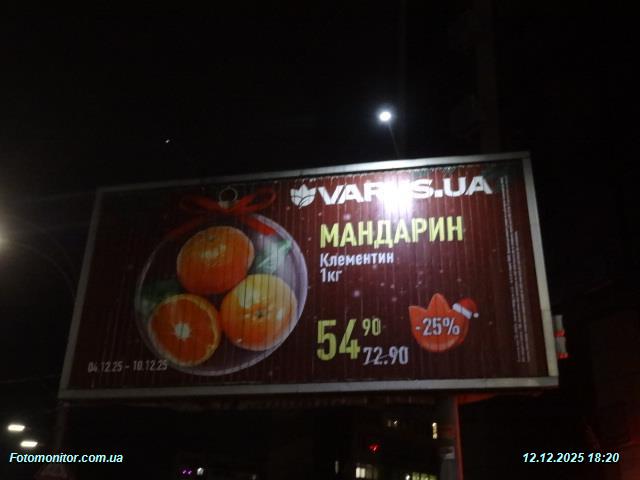 VARUS.UA
МАНДАРИН
Клементин
1кг
54 90
72.90
-25%
04.12.25 – 10.12.25
Fotomonitor.com.ua
12.12.2025 18:20